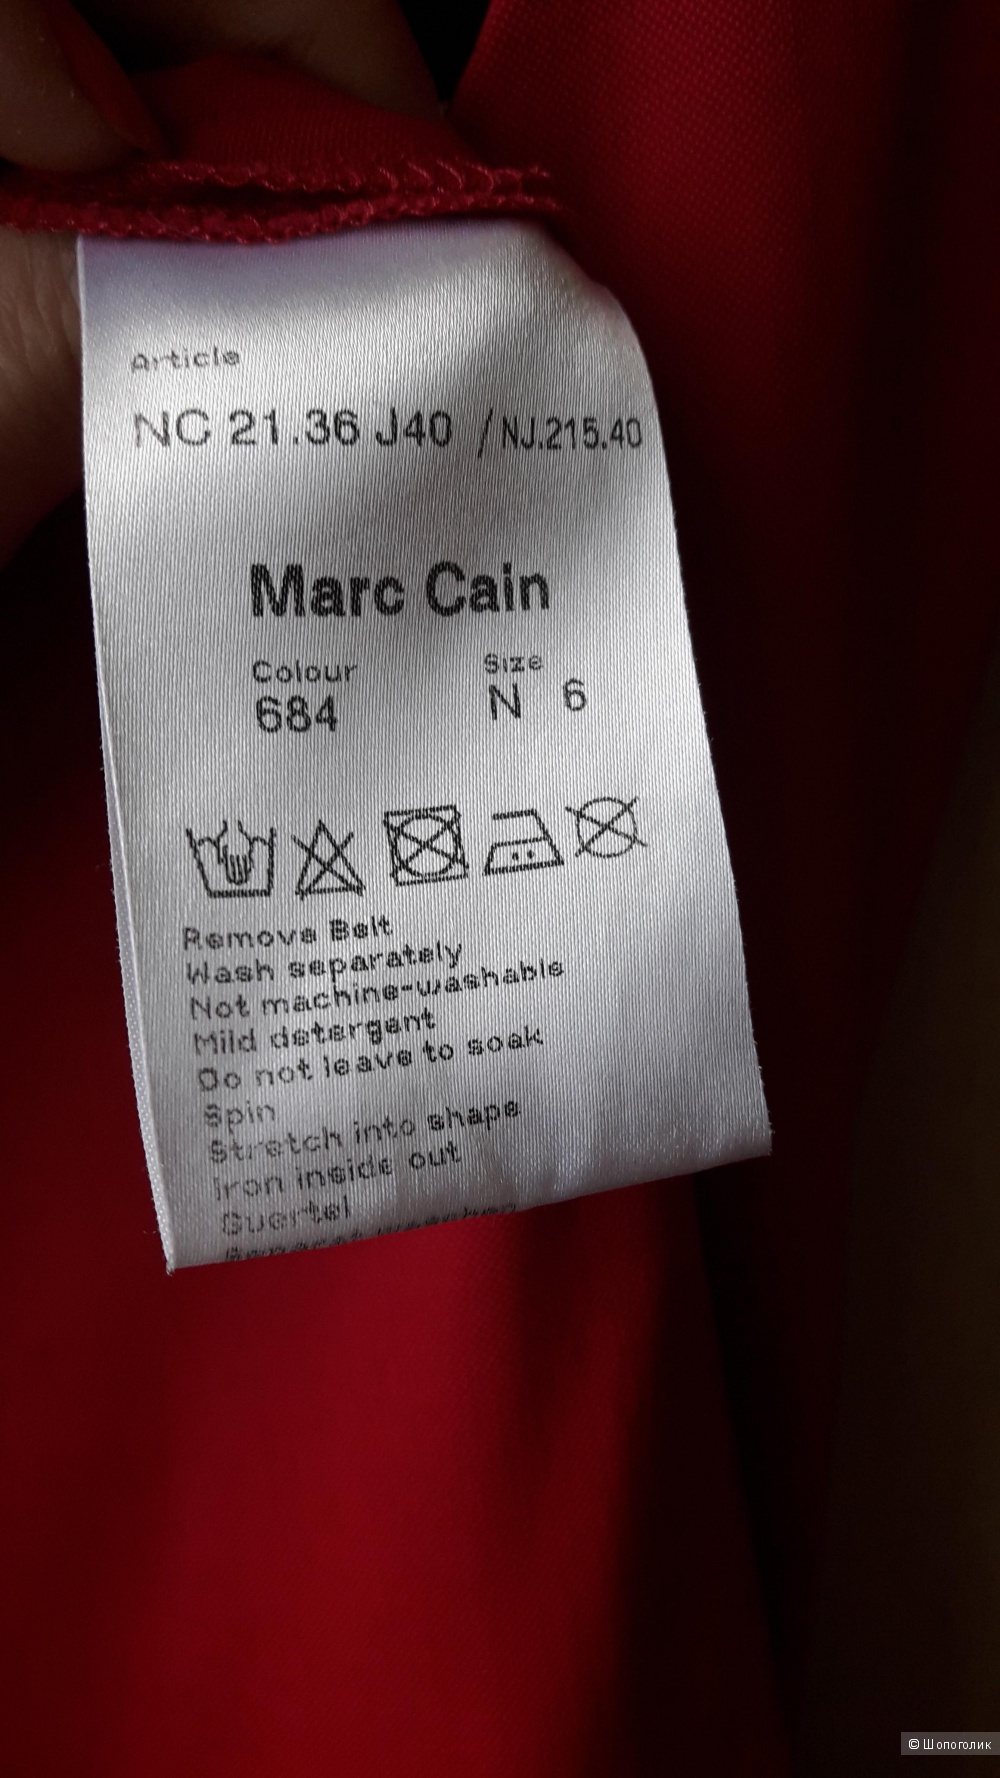 Article
NC 21.36 J40 / NJ.215.40
Marc Cain
Colour Size
684 N 6
Remove Belt
Wash separately
Not machine-washable
Mild detergent
Do not leave to soak
Spin
Stretch into shape
Iron inside out
Guertel
© Шопоголик